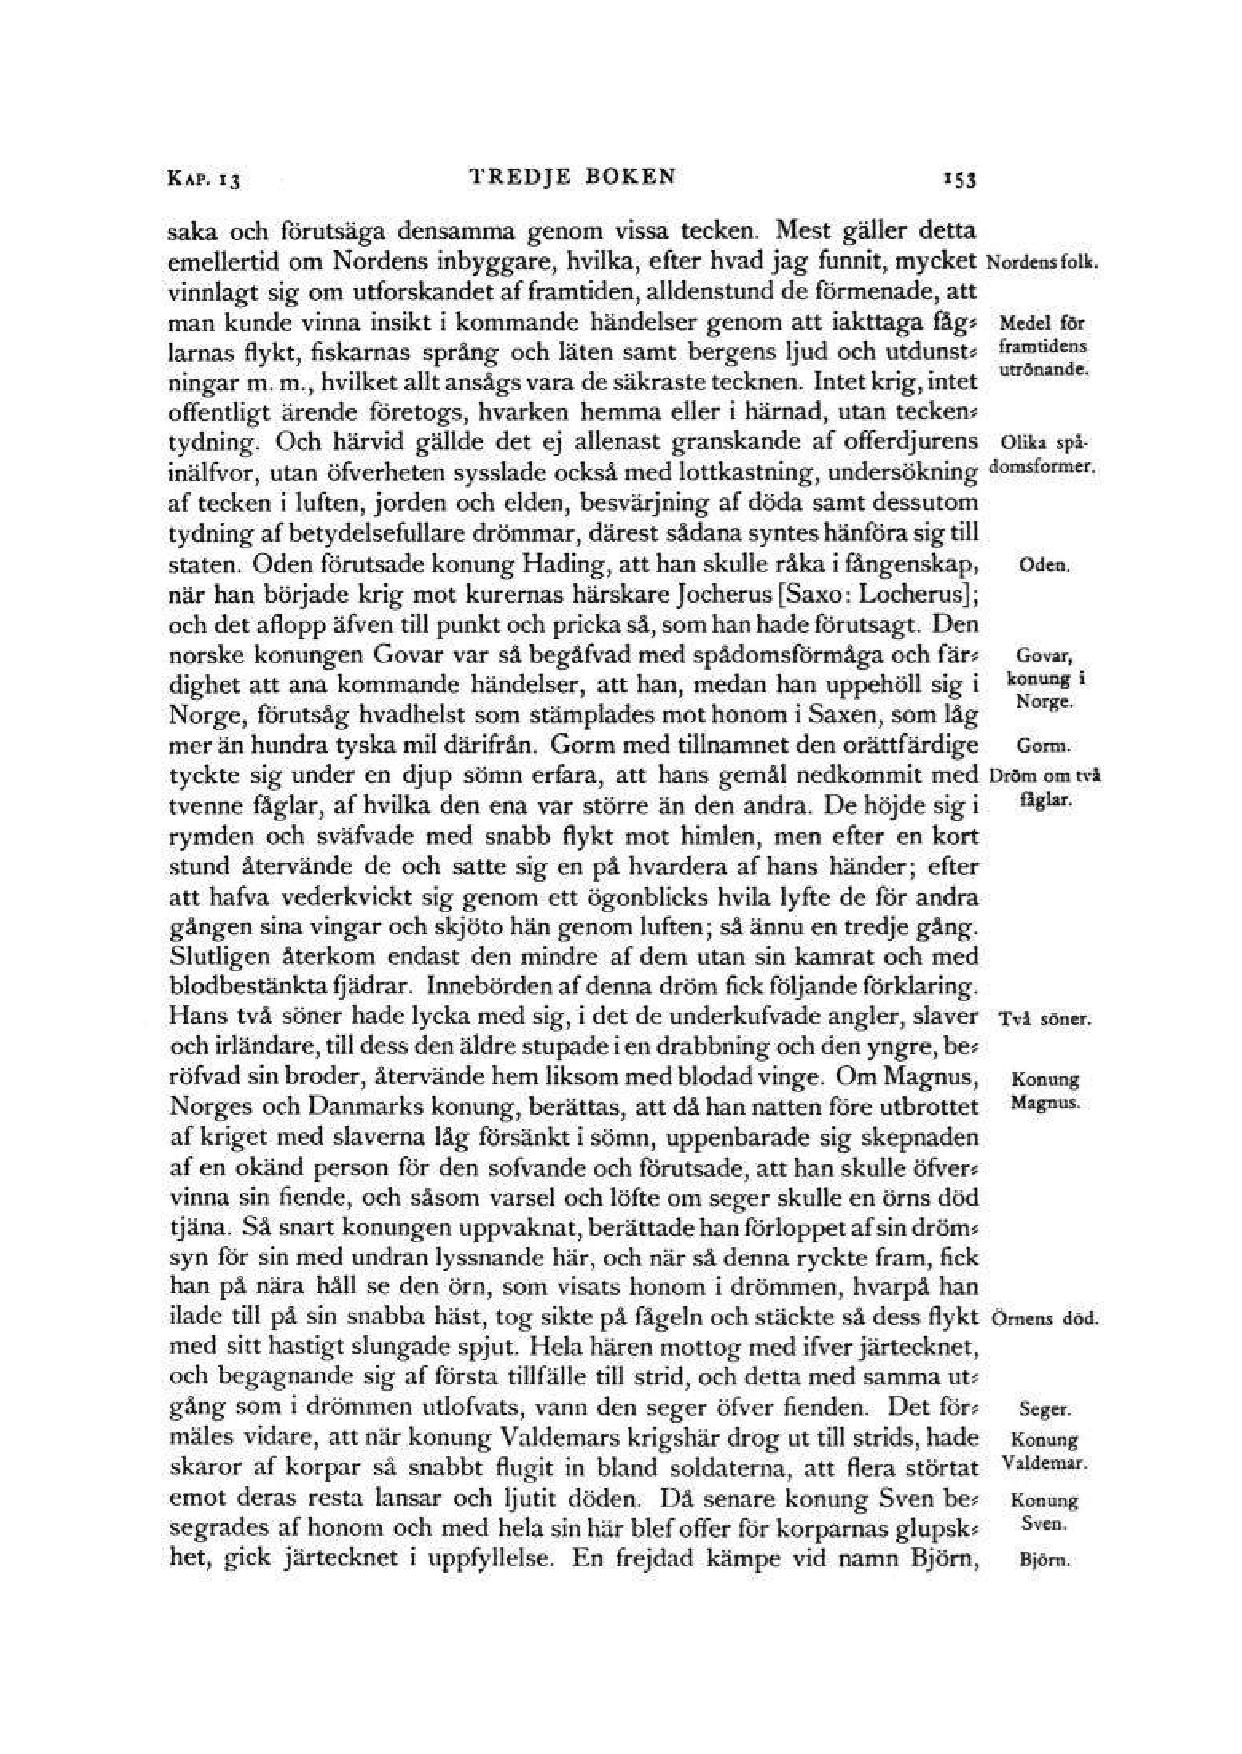 KAP. 13 TREDJE BOKEN 153
saka och förutsäga densamma genom vissa tecken. Mest gäller detta
emellertid om Nordens inbyggare, hvilka, efter hvad jag funnit, mycket Nordens folk.
vinnlagt sig om utforskandet af framtiden, alldenstund de förmenade, att
man kunde vinna insikt i kommande händelser genom att iakttaga fåg- Medel för
larnas flykt, fiskarnas språng och läten samt bergens ljud och utdunst- framtidens
ningar m. m., hvilket allt ansågs vara de säkraste tecknen. Intet krig, intet utrönande.
offentligt ärende företogs, hvarken hemma eller i härnad, utan tecken-
tydning. Och härvid gällde det ej allenast granskande af offerdjurens Olika spå-
inälfvor, utan öfverheten sysslade också med lottkastning, undersökning domsformer.
af tecken i luften, jorden och elden, besvärjning af döda samt dessutom
tydning af betydelsefullare drömmar, därest sådana syntes hänföra sig till
staten. Oden förutsade konung Hading, att han skulle råka i fångenskap, Oden.
när han började krig mot kurernas härskare Jocherus [Saxo: Locherus];
och det aflopp äfven till punkt och pricka så, som han hade förutsagt. Den
norske konungen Govar var så begåfvad med spådomsförmåga och fär- Govar,
dighet att ana kommande händelser, att han, medan han uppehöll sig i konung i
Norge, förutsåg hvadhelst som stämplades mot honom i Saxen, som låg Norge.
mer än hundra tyska mil därifrån. Gorm med tillnamnet den orättfärdige Gorm.
tyckte sig under en djup sömn erfara, att hans gemål nedkommit med Dröm om två
tvenne fåglar, af hvilka den ena var större än den andra. De höjde sig i fåglar.
rymden och sväfvade med snabb flykt mot himlen, men efter en kort
stund återvände de och satte sig en på hvardera af hans händer; efter
att hafva vederkvickt sig genom ett ögonblicks hvila lyfte de för andra
gången sina vingar och skjöto hän genom luften; så ännu en tredje gång.
Slutligen återkom endast den mindre af dem utan sin kamrat och med
blodbestänkta fjädrar. Innebörden af denna dröm fick följande förklaring.
Hans två söner hade lycka med sig, i det de underkufvade angler, slaver Två söner.
och irländare, till dess den äldre stupade i en drabbning och den yngre, be-
röfvad sin broder, återvände hem liksom med blodad vinge. Om Magnus, Konung
Norges och Danmarks konung, berättas, att då han natten före utbrottet Magnus.
af kriget med slaverna låg försänkt i sömn, uppenbarade sig skepnaden
af en okänd person för den sofvande och förutsade, att han skulle öfver-
vinna sin fiende, och såsom varsel och löfte om seger skulle en örns död
tjäna. Så snart konungen uppvaknat, berättade han förloppet af sin dröm-
syn för sin med undran lyssnande här, och när så denna ryckte fram, fick
han på nära håll se den örn, som visats honom i drömmen, hvarpå han
ilade till på sin snabba häst, tog sikte på fågeln och stäckte så dess flykt Örnens död.
med sitt hastigt slungade spjut. Hela hären mottog med ifver järtecknet,
och begagnande sig af första tillfälle till strid, och detta med samma ut-
gång som i drömmen utlofvats, vann den seger öfver fienden. Det för- Seger.
mäles vidare, att när konung Valdemars krigshär drog ut till strids, hade Konung
skaror af korpar så snabbt flugit in bland soldaterna, att flera störtat Valdemar.
emot deras resta lansar och ljutit döden. Då senare konung Sven be- Konung
segrades af honom och med hela sin här blef offer för korparnas glupsk- Sven.
het, gick järtecknet i uppfyllelse. En frejdad kämpe vid namn Björn, Björn.